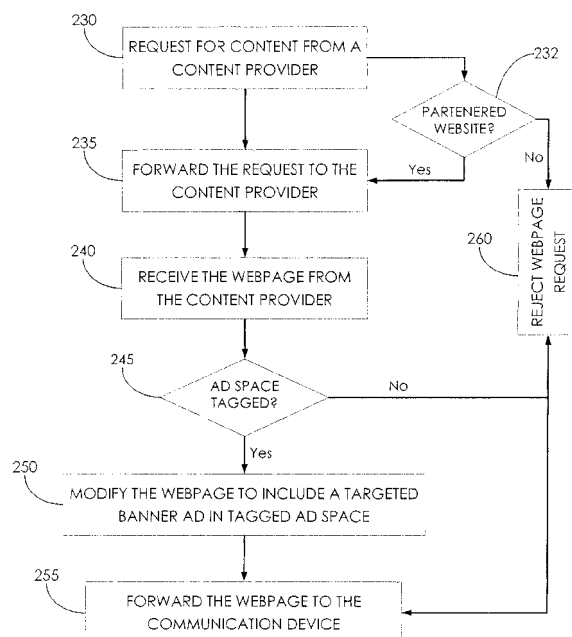 230
REQUEST FOR CONTENT FROM A
CONTENT PROVIDER
232
PARTENERED
WEBSITE?
235
Yes
No
FORWARD THE REQUEST TO THE
CONTENT PROVIDER
240
260
REJECT WEBPAGE
REQUEST
RECEIVE THE WEBPAGE FROM
THE CONTENT PROVIDER
245
AD SPACE
TAGGED?
No
Yes
250
MODIFY THE WEBPAGE TO INCLUDE A TARGETED
BANNER AD IN TAGGED AD SPACE
255
FORWARD THE WEBPAGE TO THE
COMMUNICATION DEVICE